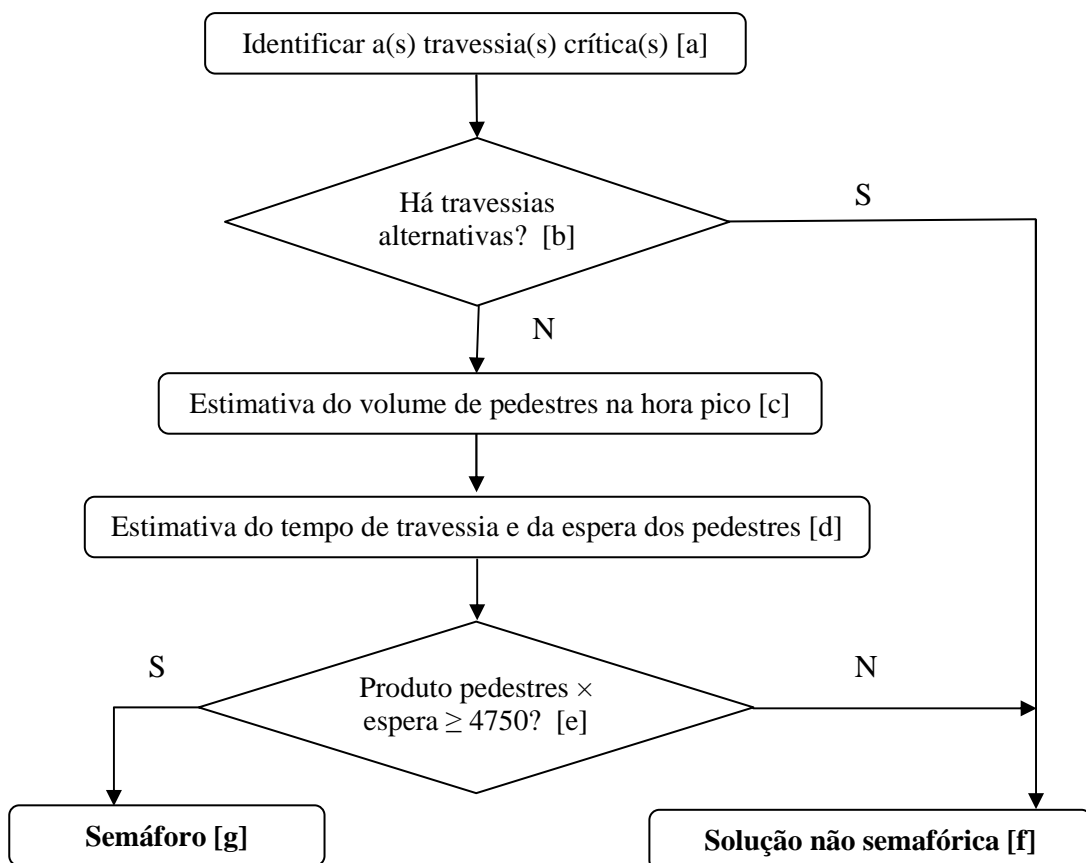 Identificar a(s) travessia(s) crítica(s) [a]
Há travessias
alternativas? [b]
S
N
Estimativa do volume de pedestres na hora pico [c]
Estimativa do tempo de travessia e da espera dos pedestres [d]
S
Produto pedestres ×
espera ≥ 4750? [e]
N
Semáforo [g]
Solução não semafórica [f]